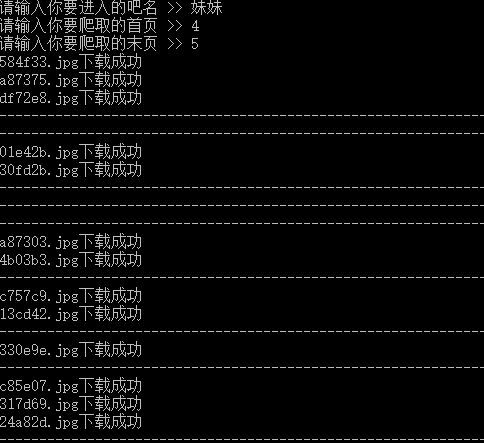 请输入你要进入的吧名 >> 妹妹
请输入你要爬取的首页 >> 4
请输入你要爬取的末页 >> 5
584f33.jpg下载成功
a87375.jpg下载成功
df72e8.jpg下载成功
------------------------------------------------------------
------------------------------------------------------------
01e42b.jpg下载成功
30fd2b.jpg下载成功
------------------------------------------------------------
------------------------------------------------------------
------------------------------------------------------------
a87303.jpg下载成功
4b03b3.jpg下载成功
------------------------------------------------------------
c757c9.jpg下载成功
13cd42.jpg下载成功
------------------------------------------------------------
330e9e.jpg下载成功
------------------------------------------------------------
c85e07.jpg下载成功
317d69.jpg下载成功
24a82d.jpg下载成功
------------------------------------------------------------